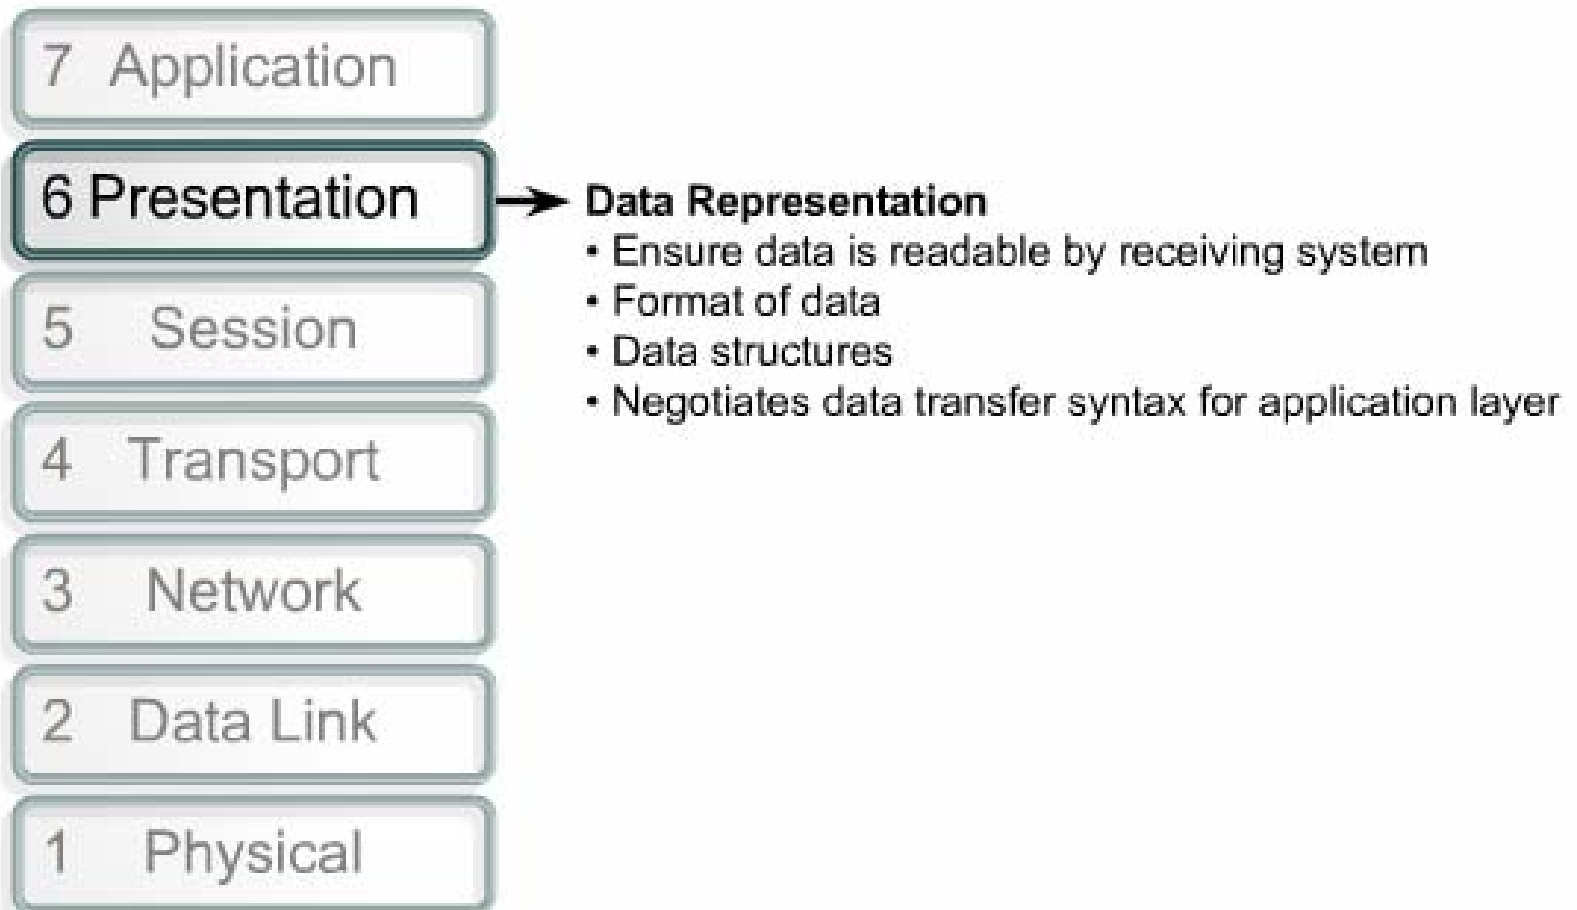 7 Application
6 Presentation
Data Representation
• Ensure data is readable by receiving system
• Format of data
• Data structures
• Negotiates data transfer syntax for application layer
5 Session
4 Transport
3 Network
2 Data Link
1 Physical